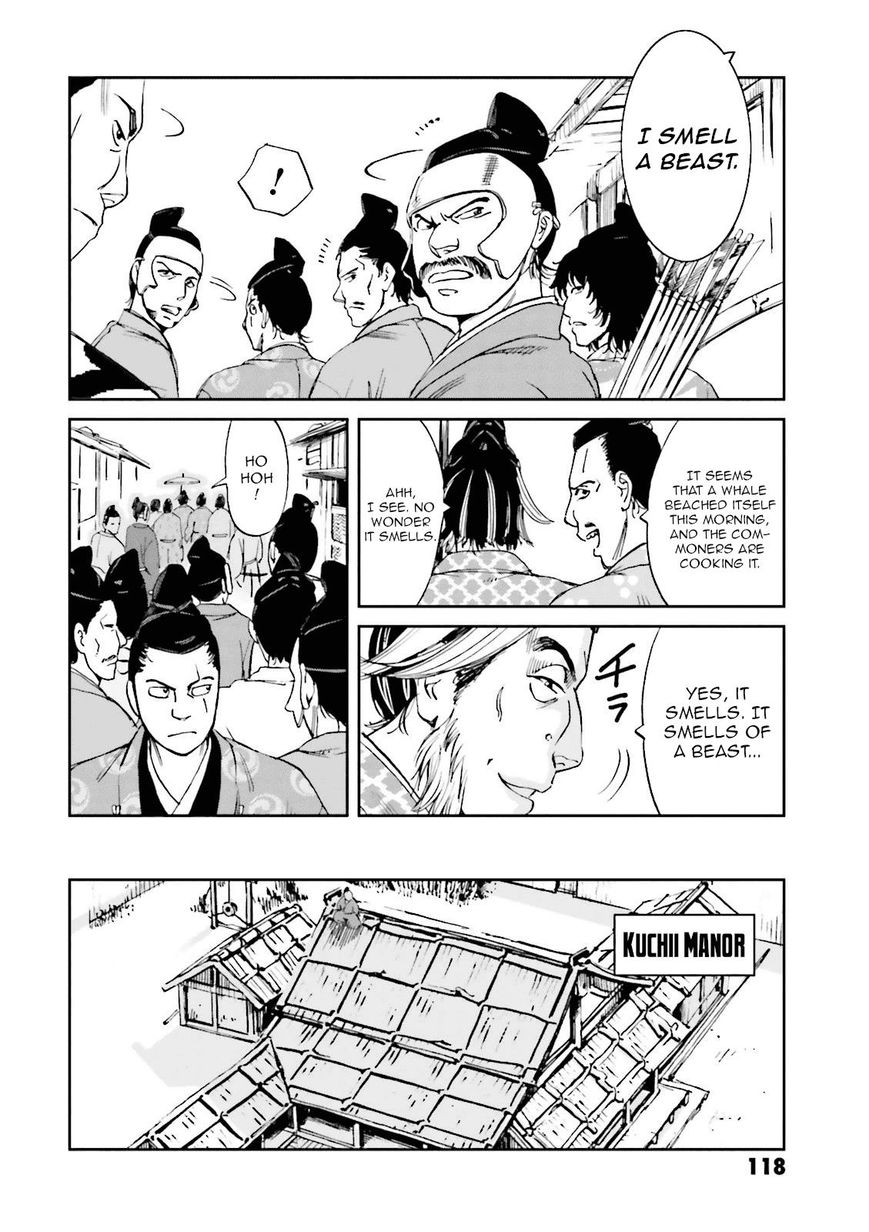 I SMELL
A BEAST.
!
IT SEEMS
THAT A WHALE
BEACHED ITSELF
THIS MORNING,
AND THE COM-
MONERS ARE
COOKING IT.
AHH,
I SEE. NO
WONDER
IT SMELLS.
HO
HOH
!
YES, IT
SMELLS. IT
SMELLS OF
A BEAST...
チラ
KUCHII MANOR
118